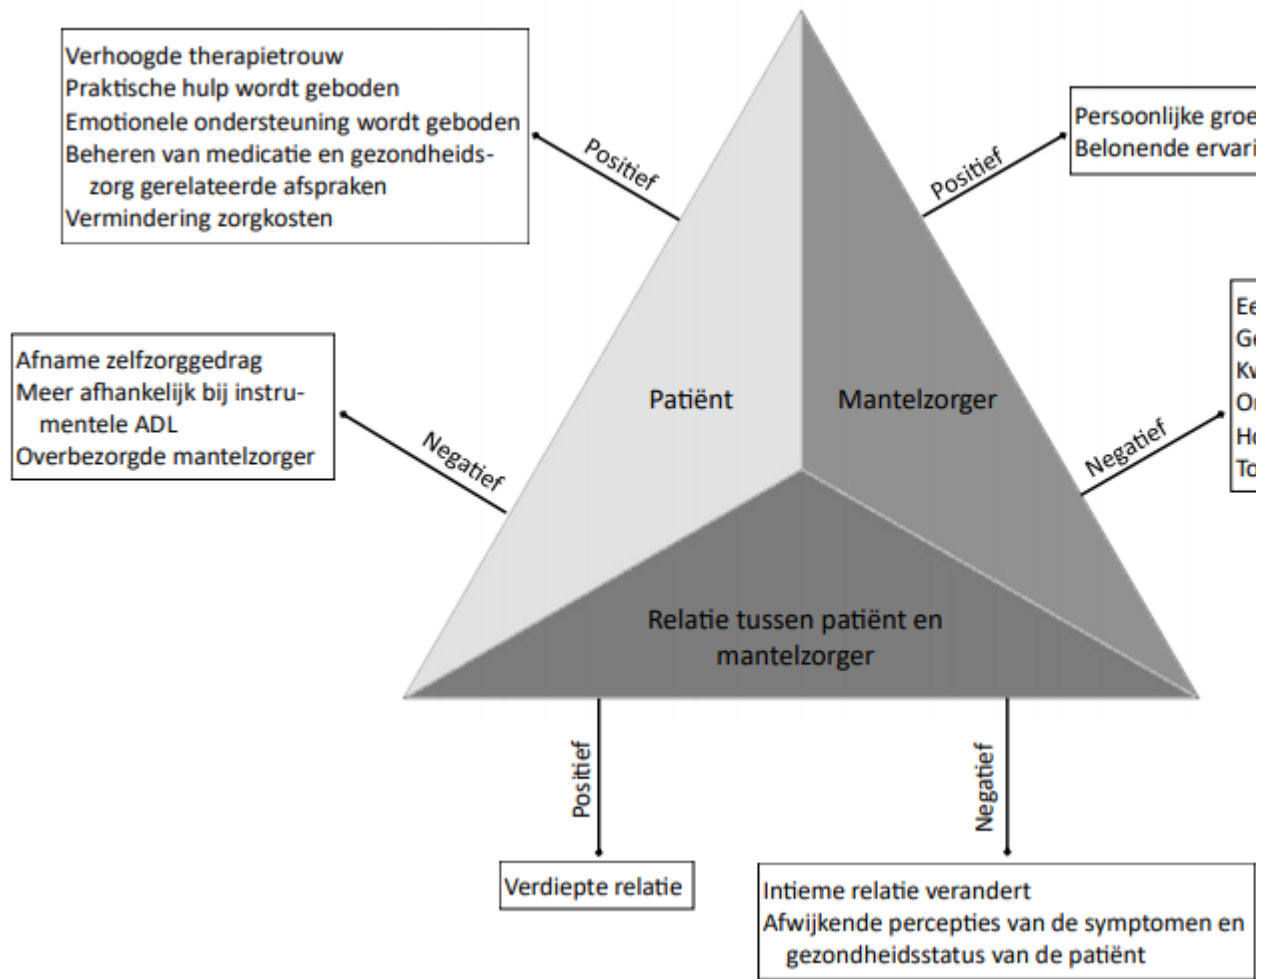 Verhoogde therapietrouw
Praktische hulp wordt geboden
Emotionele ondersteuning wordt geboden
Beheren van medicatie en gezondheids-
zorg gerelateerde afspraken
Vermindering zorgkosten
Positief
Positief
Persoonlijke
Belonende
Afname zelfzorggedrag
Meer afhankelijk bij instru-
mentele ADL
Overbezorgde mantelzorger
Negatief
Patiënt
Mantelzorger
Negatief
Relatie tussen patiënt en
mantelzorger
Positief
Negatief
Verdiepte relatie
Intieme relatie verandert
Afwijkende percepties van de symptomen en
gezondheidsstatus van de patiënt